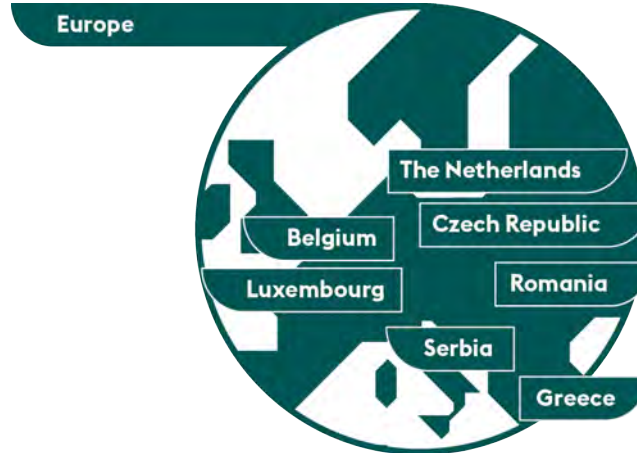 Europe
The Netherlands
Czech Republic
Belgium
Luxembourg
Romania
Serbia
Greece